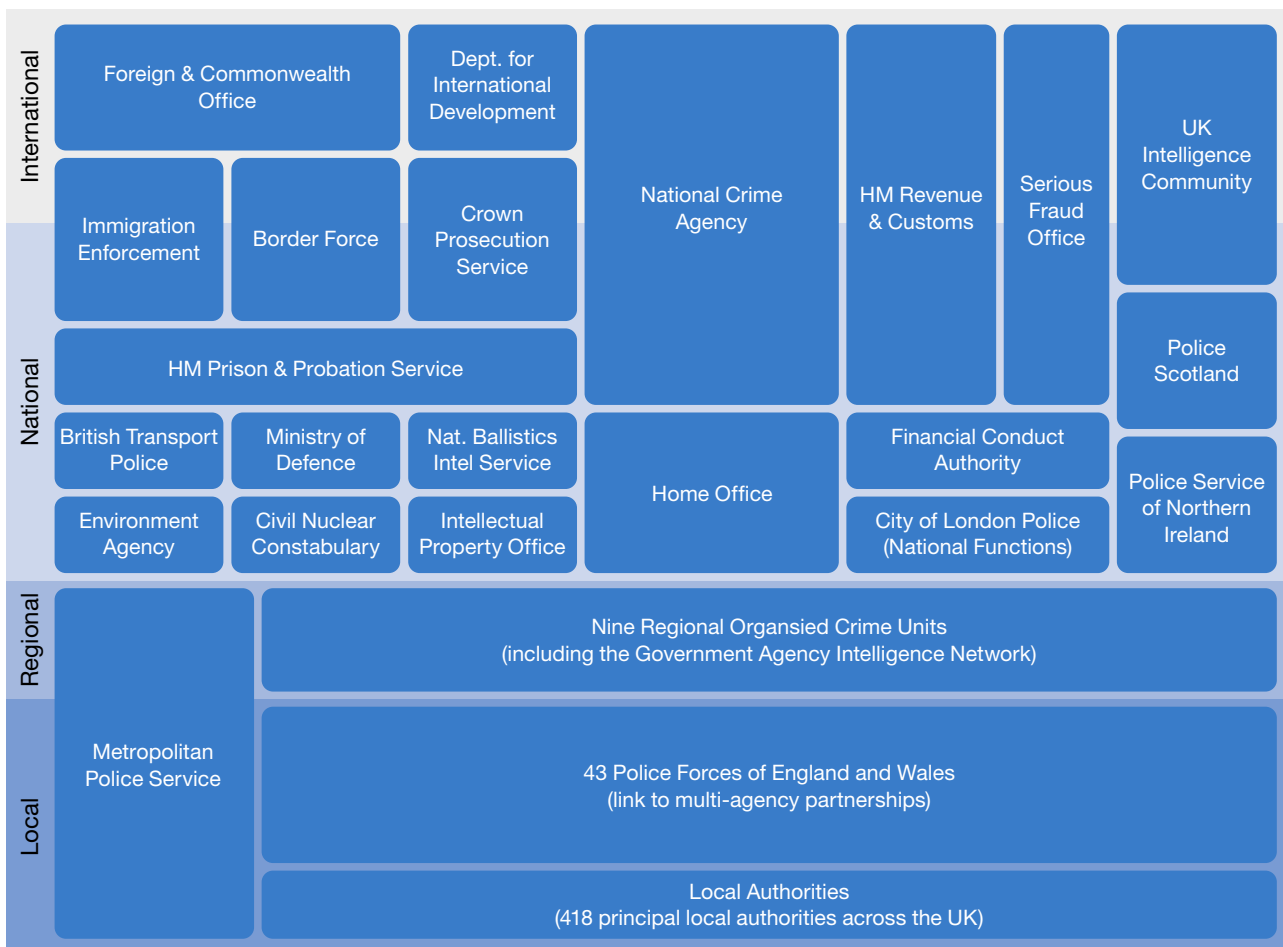 International
Foreign & Commonwealth
Office
Dept. for
International
Development
National Crime
Agency
HM Revenue
& Customs
Serious
Fraud
Office
UK
Intelligence
Community
Immigration
Enforcement
Border Force
Crown
Prosecution
Service
National
HM Prison & Probation Service
Police
Scotland
British Transport
Police
Ministry of
Defence
Nat. Ballistics
Intel Service
Home Office
Financial Conduct
Authority
Police Service
of Northern
Ireland
Environment
Agency
Civil Nuclear
Constabulary
Intellectual
Property Office
City of London Police
(National Functions)
Regional
Nine Regional Organsied Crime Units
(including the Government Agency Intelligence Network)
Metropolitan
Police Service
Local
43 Police Forces of England and Wales
(link to multi-agency partnerships)
Local Authorities
(418 principal local authorities across the UK)